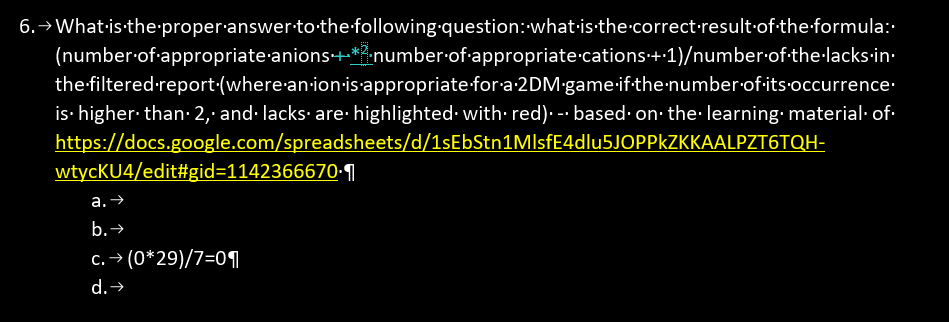 6.→What·is·the·proper·answer·to·the·following·question:·what·is·the·correct·result·of·the·formula:·
(number·of·appropriate·anions·+·*·number·of·appropriate·cations·+·1)/number·of·the·lacks·in·
the·filtered·report·(where·an·ion·is·appropriate·for·a·2DM·game·if·the·number·of·its·occurrence·
is·higher·than·2,·and·lacks·are·highlighted·with·red)·--·based·on·the·learning·material·of·
https://docs.google.com/spreadsheets/d/1sEbStn1MlsfE4dlu5JOPPkZKKAALPZT6TQH-
wtycKU4/edit#gid=1142366670·¶
a.→
b.→
c.→(0*29)/7=0¶
d.→